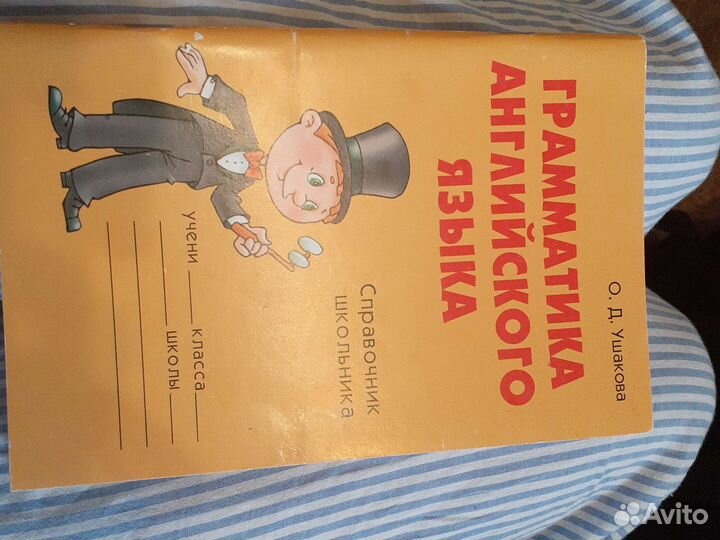 О. Д. Ушакова
ГРАММАТИКА
АНГЛИЙСКОГО
ЯЗЫКА
Справочник
школьника
учени класса
школы
Avito